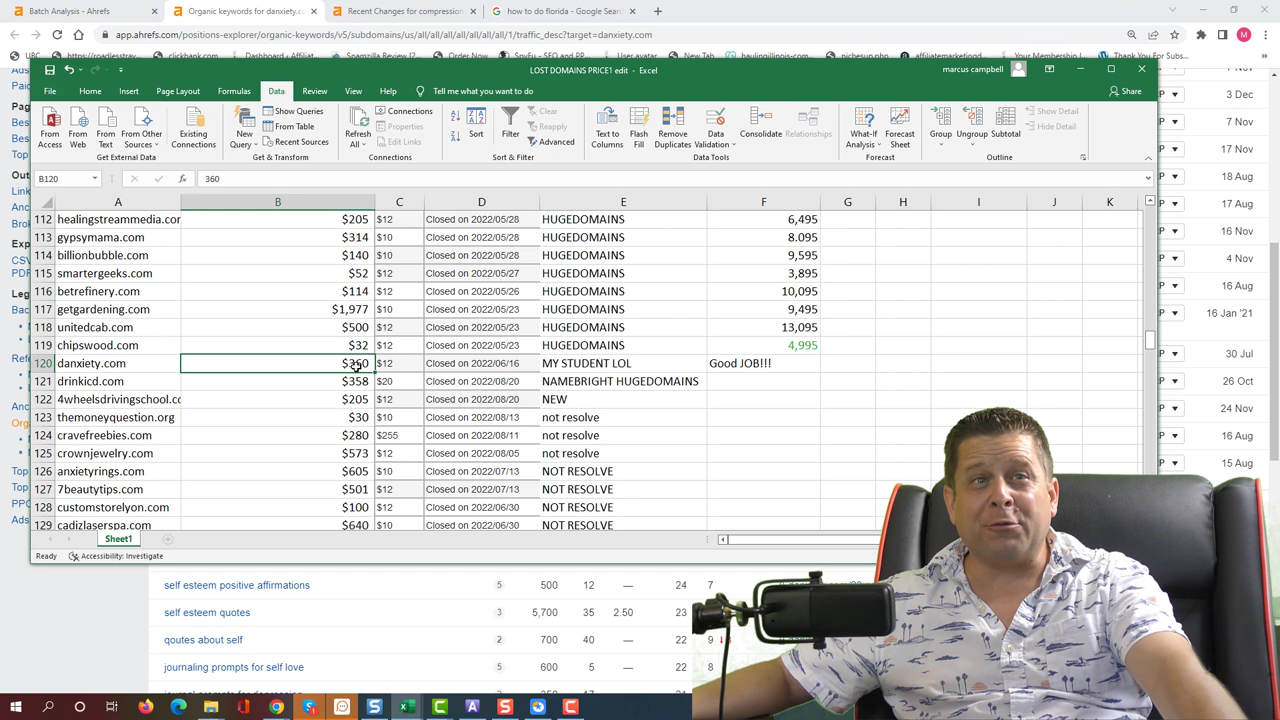 Batch Analysis - Ahrefs
Organic keywords for danxiety.co
Recent Changes for compression
how to do florida - Google Sear
app.ahrefs.com/positions-explorer/organic-keywords/v5/subdomains/us/all/all/all/all/all/all/all/1/traffic_desc?target=danxiety.com
M
UBC
LOST DOMAINS PRICE1 edit - Excel
marcus campbell
File Home Insert Page Layout Formulas Data Review View Help Tell me what you want to do Share
From Access
From Web
From Text
From Other Sources
Existing Connections
Get External Data
New Query
Show Queries
From Table
Recent Sources
Get & Transform
Refresh All
Connections
Properties
Edit Links
Connections
Sort
Filter
Clear
Reapply
Advanced
Sort & Filter
Text to Columns
Flash Fill
Remove Duplicates
Data Validation
Consolidate
Relationships
Data Tools
What-If Analysis
Forecast Sheet
Forecast
Group
Ungroup
Subtotal
Show Detail
Hide Detail
Outline
B120 fx 360
A B C D E F G H I J K
112 healingstreammedia.com $205 $12 Closed on 2022/05/28 HUGEDOMAINS 6,495
113 gypsymama.com $314 $10 Closed on 2022/05/28 HUGEDOMAINS 8.095
114 billionbubble.com $140 $10 Closed on 2022/05/28 HUGEDOMAINS 9,595
115 smartergeeks.com $52 $12 Closed on 2022/05/27 HUGEDOMAINS 3,895
116 betrefinery.com $114 $12 Closed on 2022/05/26 HUGEDOMAINS 10,095
117 getgardening.com $1,977 $10 Closed on 2022/05/23 HUGEDOMAINS 9,495
118 unitedcab.com $500 $12 Closed on 2022/05/23 HUGEDOMAINS 13,095
119 chipswood.com $32 $12 Closed on 2022/05/23 HUGEDOMAINS 4,995
120 danxiety.com $360 $12 Closed on 2022/06/16 MY STUDENT LOL Good JOB!!!
121 drinkicd.com $358 $20 Closed on 2022/08/20 NAMEBRIGHT HUGEDOMAINS
122 4wheelsdrivingschool.c $205 $12 Closed on 2022/08/20 NEW
123 themoneyquestion.org $30 $10 Closed on 2022/08/13 not resolve
124 cravefreebies.com $280 $255 Closed on 2022/08/11 not resolve
125 crownjewelry.com $573 $12 Closed on 2022/08/05 not resolve
126 anxietyrings.com $605 $10 Closed on 2022/07/13 NOT RESOLVE
127 7beautytips.com $501 $12 Closed on 2022/07/13 NOT RESOLVE
128 customstorelyon.com $100 $12 Closed on 2022/06/30 NOT RESOLVE
129 cadizlaserspa.com $640 $10 Closed on 2022/06/30 NOT RESOLVE
Sheet1
Ready Accessibility: Investigate
3 Dec
7 Nov
17 Nov
18 Aug
17 Nov
16 Nov
4 Nov
16 Aug
16 Jan '21
30 Jul
26 Oct
24 Nov
16 Aug
15 Aug
self esteem positive affirmations 5 500 12 — 24 7
self esteem quotes 3 5,700 35 2.50 23
qoutes about self 2 700 40 — 22 9
journaling prompts for self love 5 600 5 — 22 8